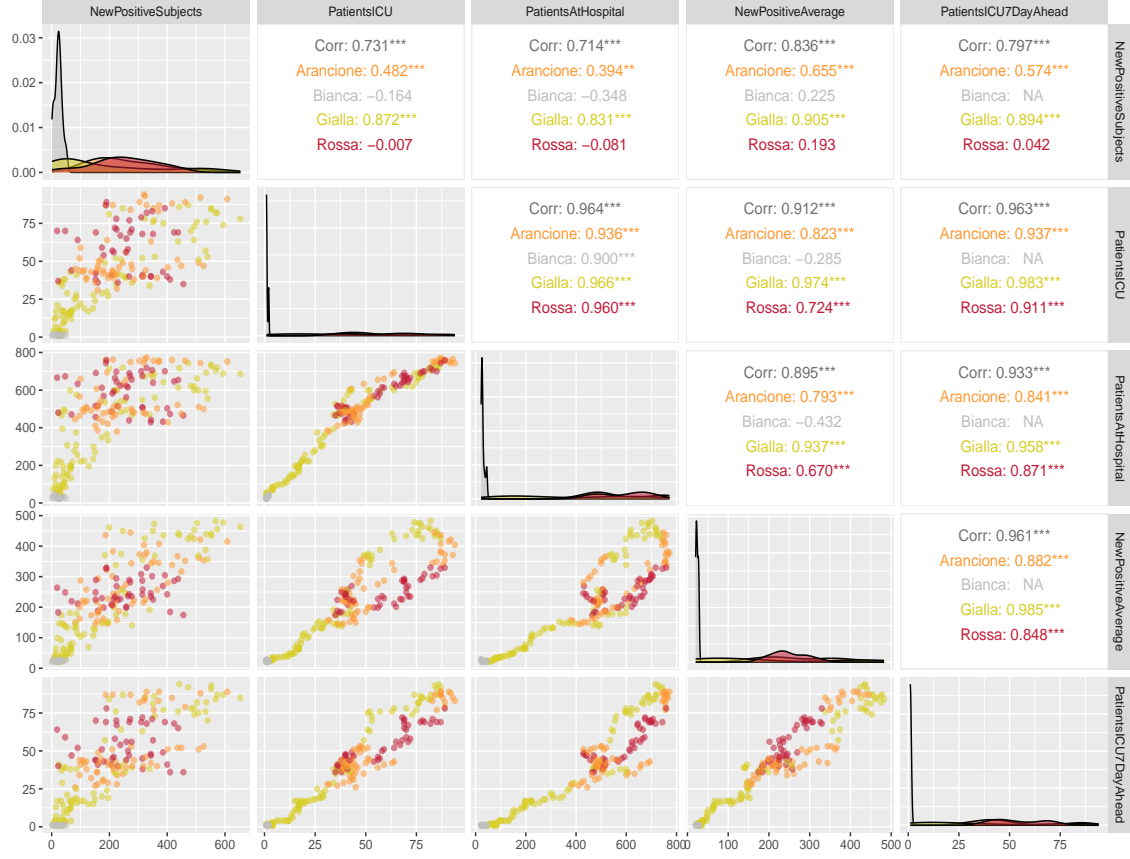 NewPositiveSubjects PatientsICU PatientsAtHospital NewPositiveAverage PatientsICU7DayAhead
0.03
0.02
0.01
0.00
Corr: 0.731***
Arancione: 0.482***
Bianca: −0.164
Gialla: 0.872***
Rossa: −0.007
Corr: 0.714***
Arancione: 0.394**
Bianca: −0.348
Gialla: 0.831***
Rossa: −0.081
Corr: 0.836***
Arancione: 0.655***
Bianca: 0.225
Gialla: 0.905***
Rossa: 0.193
Corr: 0.797***
Arancione: 0.574***
Bianca: NA
Gialla: 0.894***
Rossa: 0.042
NewPositiveSubjects
75
50
25
0
Corr: 0.964***
Arancione: 0.936***
Bianca: 0.900***
Gialla: 0.966***
Rossa: 0.960***
Corr: 0.912***
Arancione: 0.823***
Bianca: −0.285
Gialla: 0.974***
Rossa: 0.724***
Corr: 0.963***
Arancione: 0.937***
Bianca: NA
Gialla: 0.983***
Rossa: 0.911***
PatientsICU
800
600
400
200
0
Corr: 0.895***
Arancione: 0.793***
Bianca: −0.432
Gialla: 0.937***
Rossa: 0.670***
Corr: 0.933***
Arancione: 0.841***
Bianca: NA
Gialla: 0.958***
Rossa: 0.871***
PatientsAtHospital
500
400
300
200
100
0
Corr: 0.961***
Arancione: 0.882***
Bianca: NA
Gialla: 0.985***
Rossa: 0.848***
NewPositiveAverage
75
50
25
0
PatientsICU7DayAhead
0 200 400 600 0 25 50 75 0 200 400 600 800 0 100 200 300 400 500 0 25 50 75